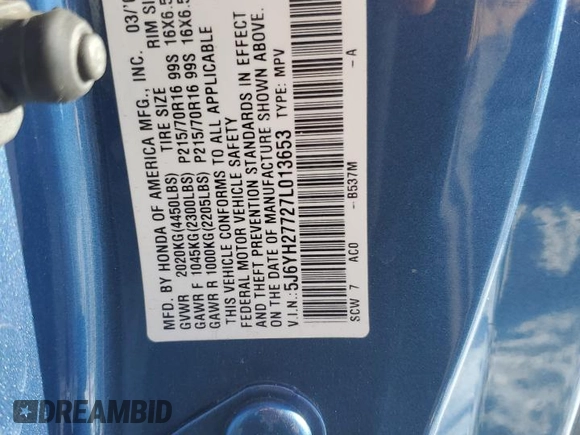 MFD. BY HONDA OF AMERICA MFG., INC. 03/
TIRE SIZE RIM SI
GVWR 2020KG(4450LBS) P215/70R16 99S 16X6.5
GAWR F 1045KG(2300LBS) P215/70R16 99S 16X6.5
GAWR R 1000KG(2205LBS)
THIS VEHICLE CONFORMS TO ALL APPLICABLE
FEDERAL MOTOR VEHICLE SAFETY
AND THEFT PREVENTION STANDARDS IN EFFECT
ON THE DATE OF MANUFACTURE SHOWN ABOVE.
V.I.N.: 5J6YH27727L013653 TYPE: MPV
SCW 7 AC0 - B537M - A
DREAMBID